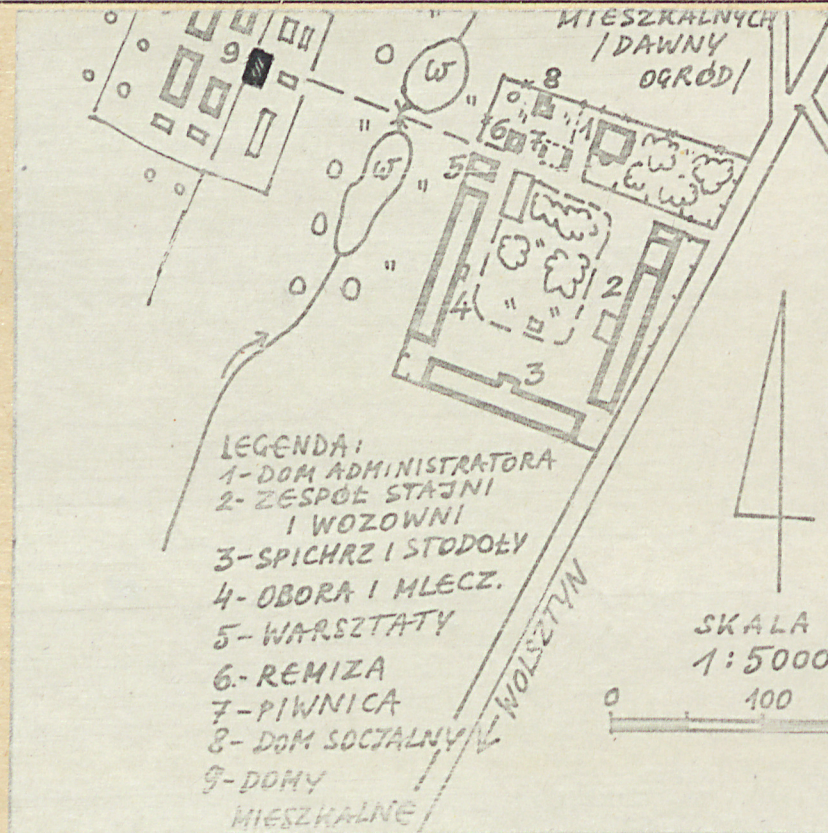 MIESZKALNYCH
/DAWNY
OGRÓD/
9
W
8
6
7
1
5
W
2
4
3
LEGENDA:
1-DOM ADMINISTRATORA
2-ZESPÓŁ STAJNI
I WOZOWNI
3-SPICHRZ I STODOŁY
4-OBORA I MLECZ.
5-WARSZTATY
6.-REMIZA
7-PIWNICA
8-DOM SOCJALNY
9-DOMY
MIESZKALNE
WOLSZTYN
SKALA
1:5000
0 100